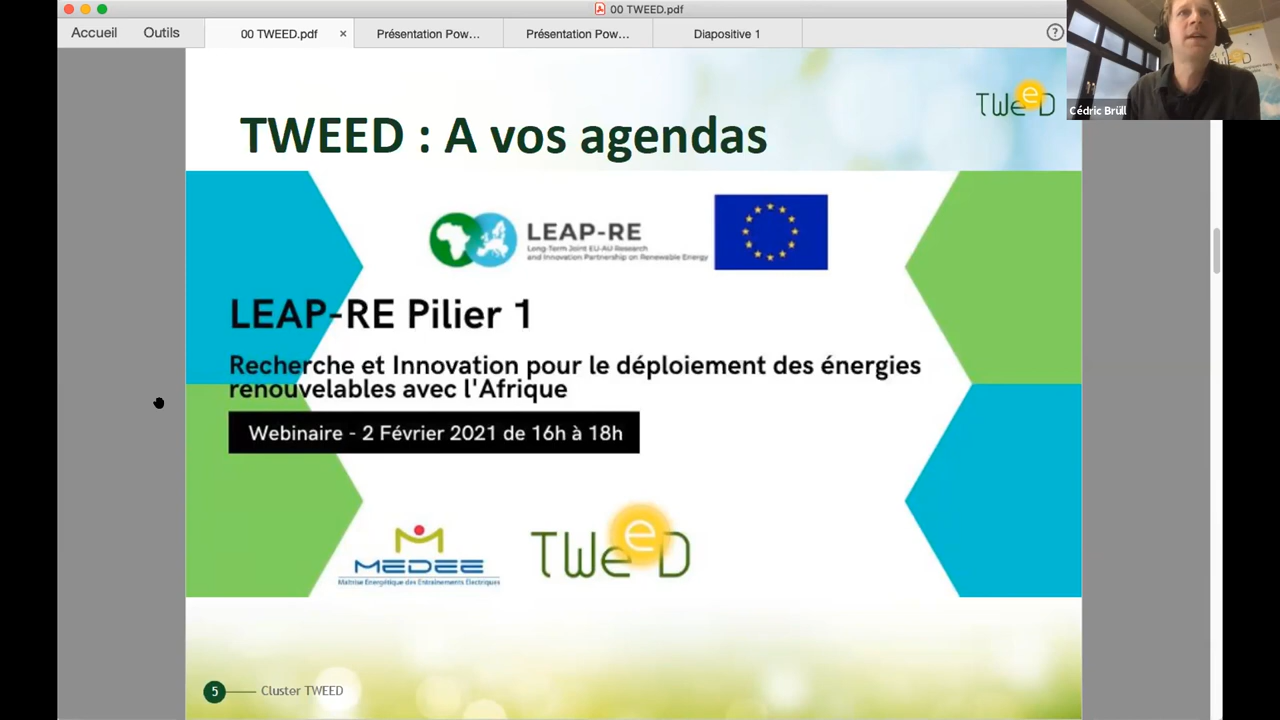 00 TWEED.pdf
Accueil
Outils
00 TWEED.pdf ×
Présentation Pow…
Présentation Pow…
Diapositive 1
?
Cédric Brüll
TWeeD
TWEED : A vos agendas
LEAP-RE
Long-Term Joint EU-AU Research
and Innovation Partnership on Renewable Energy
LEAP-RE Pilier 1
Recherche et Innovation pour le déploiement des énergies
renouvelables avec l'Afrique
Webinaire - 2 Février 2021 de 16h à 18h
MEDEE
Maîtrise Energétique des Entraînements Electriques
TWeeD
5
Cluster TWEED